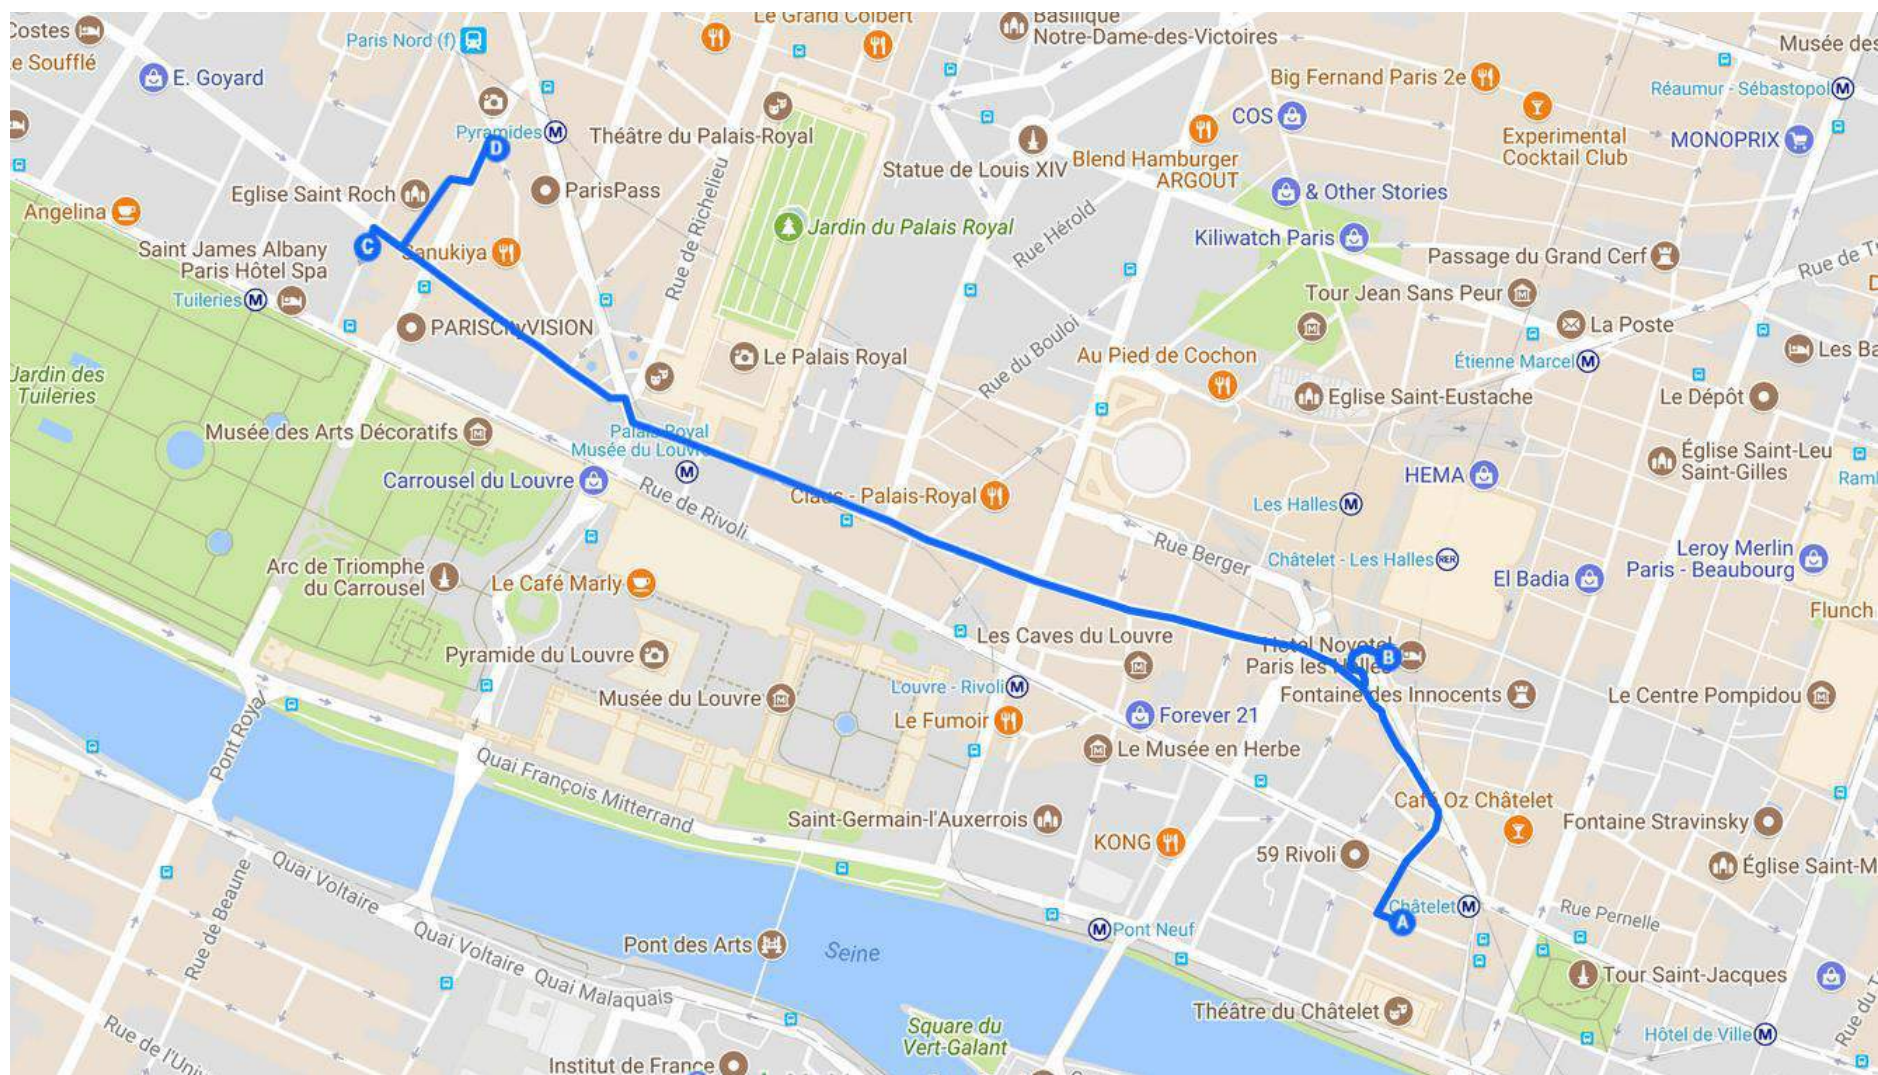 Costes
e Soufflé
E. Goyard
Paris Nord (f)
Le Grand Colbert
Basilique
Notre-Dame-des-Victoires
Musée des
Big Fernand Paris 2e
Réaumur - Sébastopol
M
COS
Experimental
Cocktail Club
MONOPRIX
Pyramides
M
D
Théâtre du Palais-Royal
Statue de Louis XIV
Blend Hamburger
ARGOUT
& Other Stories
Eglise Saint Roch
ParisPass
Angelina
Rue de Richelieu
Jardin du Palais Royal
Rue Hérold
Kiliwatch Paris
Passage du Grand Cerf
Rue de T
Saint James Albany
Paris Hôtel Spa
C
Sanukiya
Tuileries
M
Tour Jean Sans Peur
La Poste
PARISCityVISION
Le Palais Royal
Rue du Bouloi
Au Pied de Cochon
Étienne Marcel
M
Les Ba
Jardin des
Tuileries
Eglise Saint-Eustache
Le Dépôt
Musée des Arts Décoratifs
Palais Royal
Musée du Louvre
M
Église Saint-Leu
Saint-Gilles
Carrousel du Louvre
Rue de Rivoli
Claus - Palais-Royal
HEMA
Les Halles
M
Rue Berger
Châtelet - Les Halles
RER
Leroy Merlin
Paris - Beaubourg
Arc de Triomphe
du Carrousel
Le Café Marly
El Badia
Flunch
Pyramide du Louvre
Les Caves du Louvre
Hotel Novotel
Paris les Halles
B
Musée du Louvre
Louvre - Rivoli
M
Fontaine des Innocents
Le Centre Pompidou
Le Fumoir
Forever 21
Pont Royal
Le Musée en Herbe
Quai François Mitterrand
Café Oz Châtelet
Saint-Germain-l'Auxerrois
Fontaine Stravinsky
KONG
59 Rivoli
Église Saint-M
Quai Voltaire
Rue de Beaune
Châtelet
M
A
Rue Pernelle
M
Pont Neuf
Quai Voltaire
Quai Malaquais
Pont des Arts
Seine
Tour Saint-Jacques
Théâtre du Châtelet
Square du
Vert-Galant
Hôtel de Ville
M
Rue du T
Rue de l'Univ
Institut de France